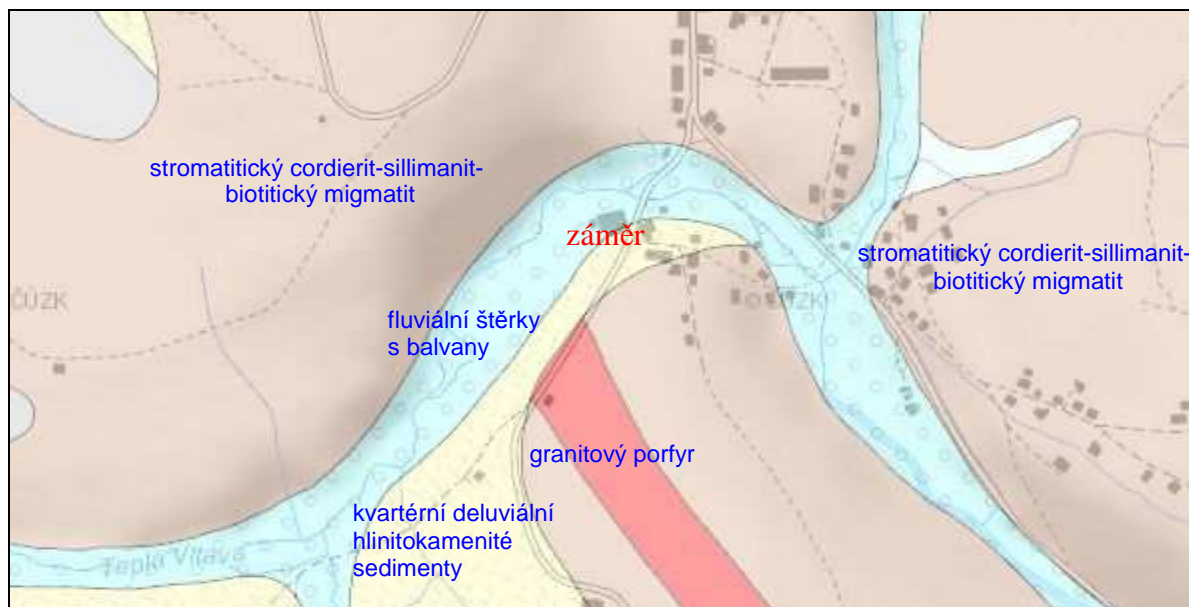 stromatitický cordierit-sillimanit-
biotitický migmatit
záměr
stromatitický cordierit-sillimanit-
biotitický migmatit
ČÚZK
fluviální štěrky
s balvany
granitový porfyr
kvartérní deluviální
hlinitokamenité
sedimenty
Teplá Vltava